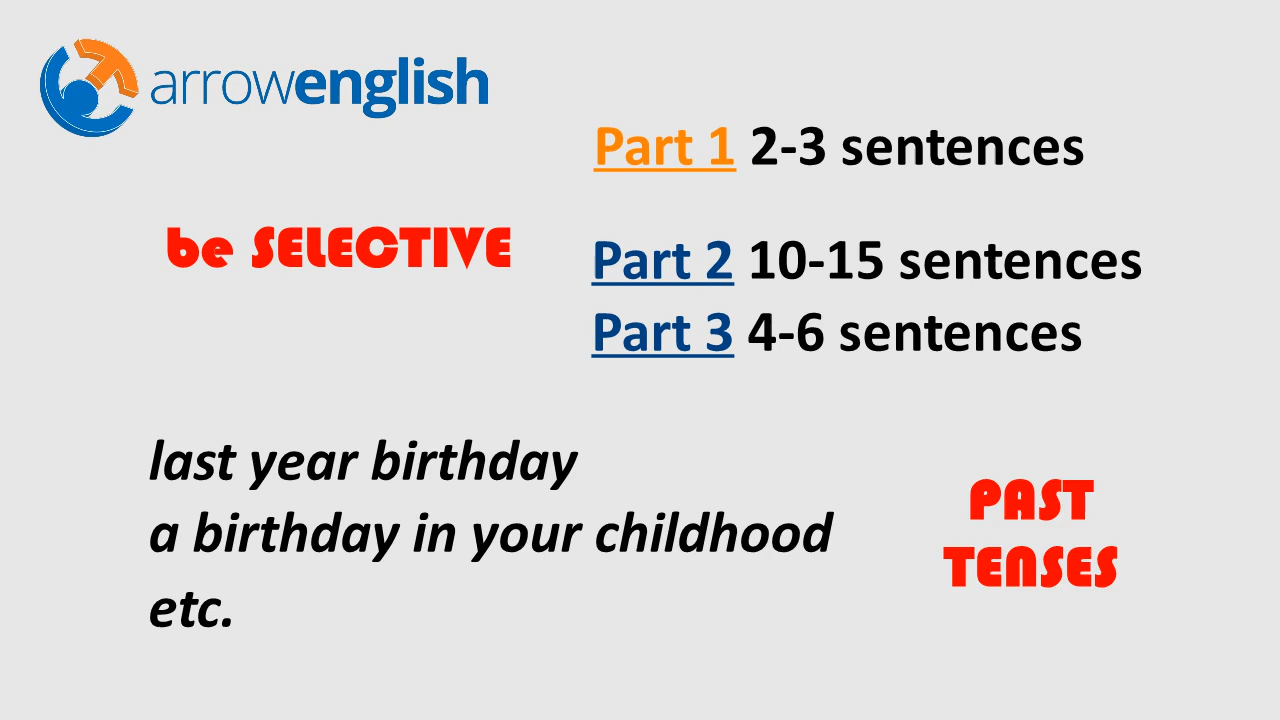 arrowenglish
Part 1 2-3 sentences
be SELECTIVE
Part 2 10-15 sentences
Part 3 4-6 sentences
last year birthday
a birthday in your childhood
etc.
PAST
TENSES